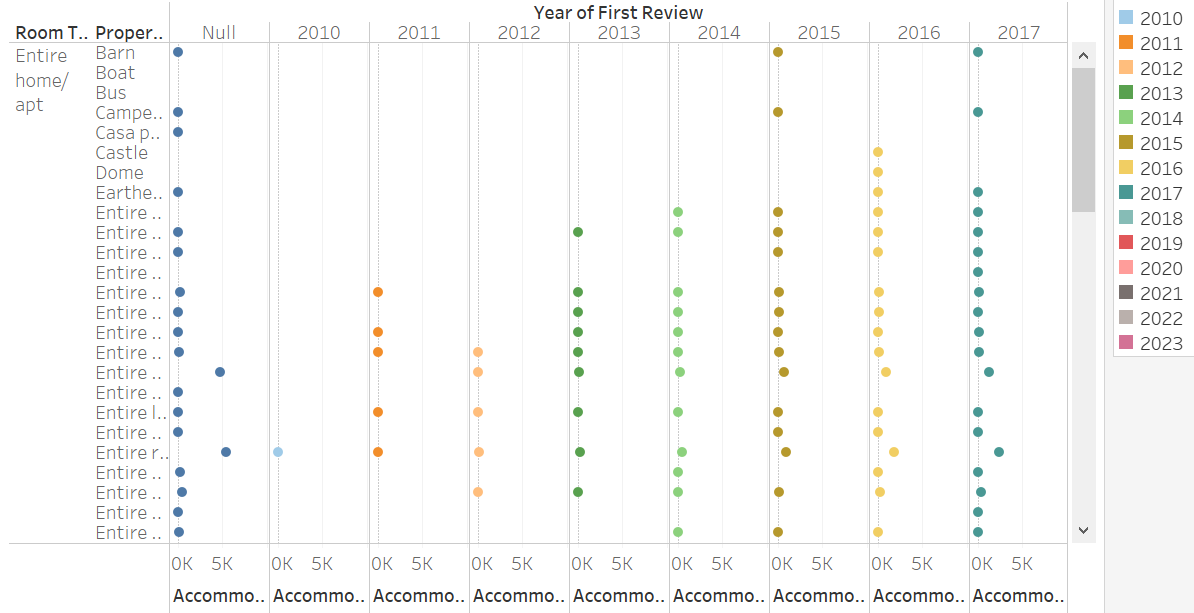 Year of First Review
Room T.. Proper.. Null 2010 2011 2012 2013 2014 2015 2016 2017
Entire
home/
apt
Barn
Boat
Bus
Campe..
Casa p..
Castle
Dome
Earthe..
Entire ..
Entire ..
Entire ..
Entire ..
Entire ..
Entire ..
Entire ..
Entire ..
Entire ..
Entire ..
Entire l..
Entire ..
Entire r..
Entire ..
Entire ..
Entire ..
Entire ..
0K 5K 0K 5K 0K 5K 0K 5K 0K 5K 0K 5K 0K 5K 0K 5K 0K 5K
Accommo.. Accommo.. Accommo.. Accommo.. Accommo.. Accommo.. Accommo.. Accommo.. Accommo..
2010
2011
2012
2013
2014
2015
2016
2017
2018
2019
2020
2021
2022
2023